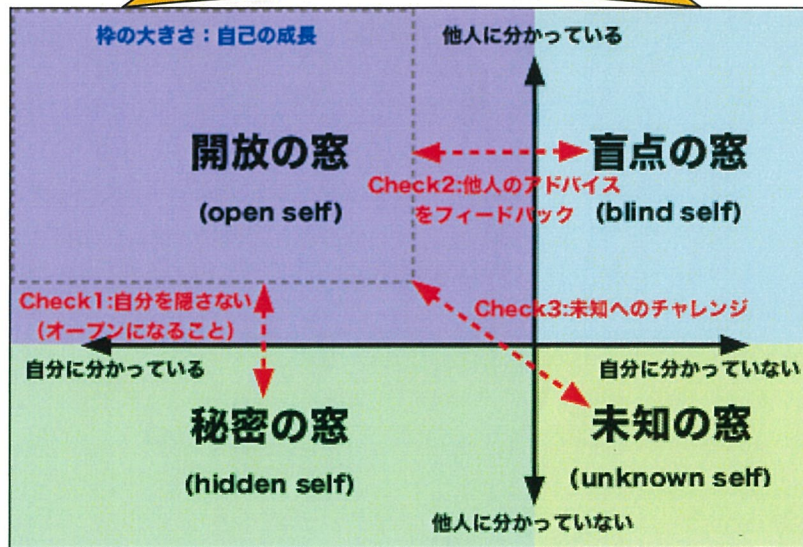 枠の大きさ：自己の成長
他人に分かっている
開放の窓
(open self)
盲点の窓
(blind self)
Check2:他人のアドバイス
をフィードバック
Check1:自分を隠さない
（オープンになること）
Check3:未知へのチャレンジ
自分に分かっている
自分に分かっていない
秘密の窓
(hidden self)
未知の窓
(unknown self)
他人に分かっていない